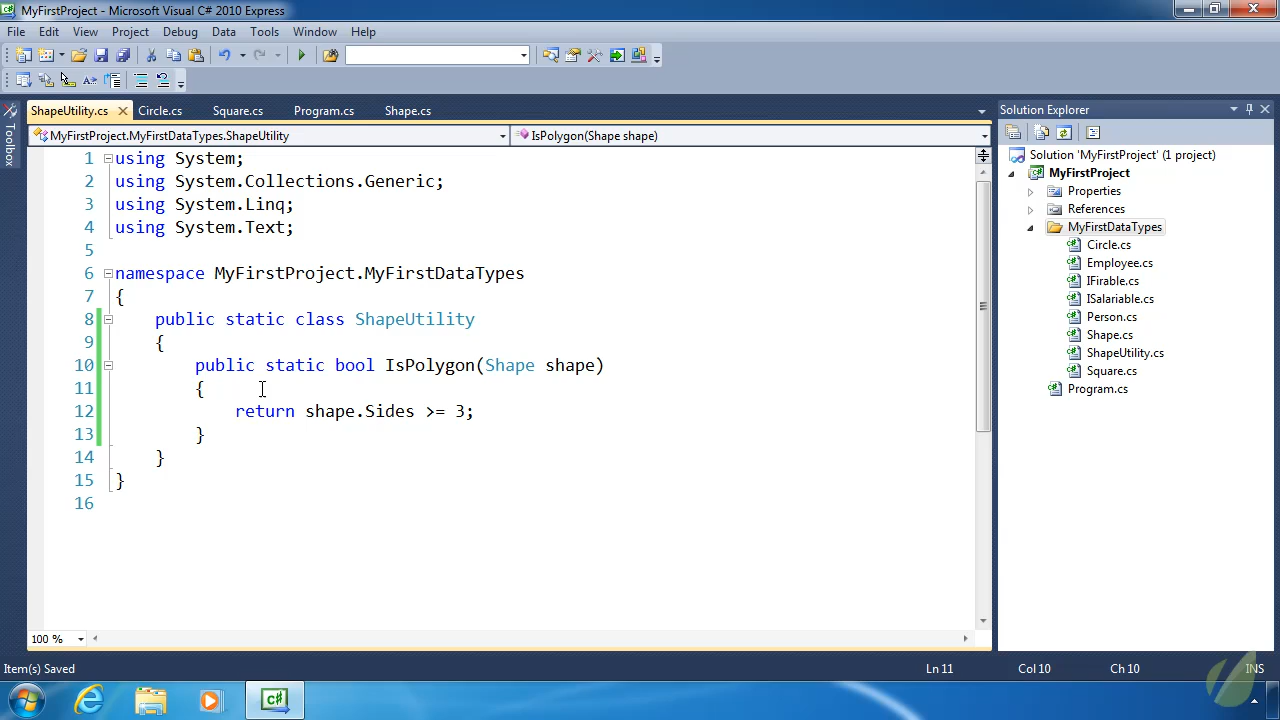 MyFirstProject - Microsoft Visual C# 2010 Express
File Edit View Project Debug Data Tools Window Help
ShapeUtility.cs Circle.cs Square.cs Program.cs Shape.cs
MyFirstProject.MyFirstDataTypes.ShapeUtility IsPolygon(Shape shape)
Toolbox
1 using System;
2 using System.Collections.Generic;
3 using System.Linq;
4 using System.Text;
5
6 namespace MyFirstProject.MyFirstDataTypes
7 {
8 public static class ShapeUtility
9 {
10 public static bool IsPolygon(Shape shape)
11 {
12 return shape.Sides >= 3;
13 }
14 }
15 }
16
100 %
Solution Explorer
Solution 'MyFirstProject' (1 project)
MyFirstProject
Properties
References
MyFirstDataTypes
Circle.cs
Employee.cs
IFirable.cs
ISalariable.cs
Person.cs
Shape.cs
ShapeUtility.cs
Square.cs
Program.cs
Item(s) Saved Ln 11 Col 10 Ch 10 INS
C#